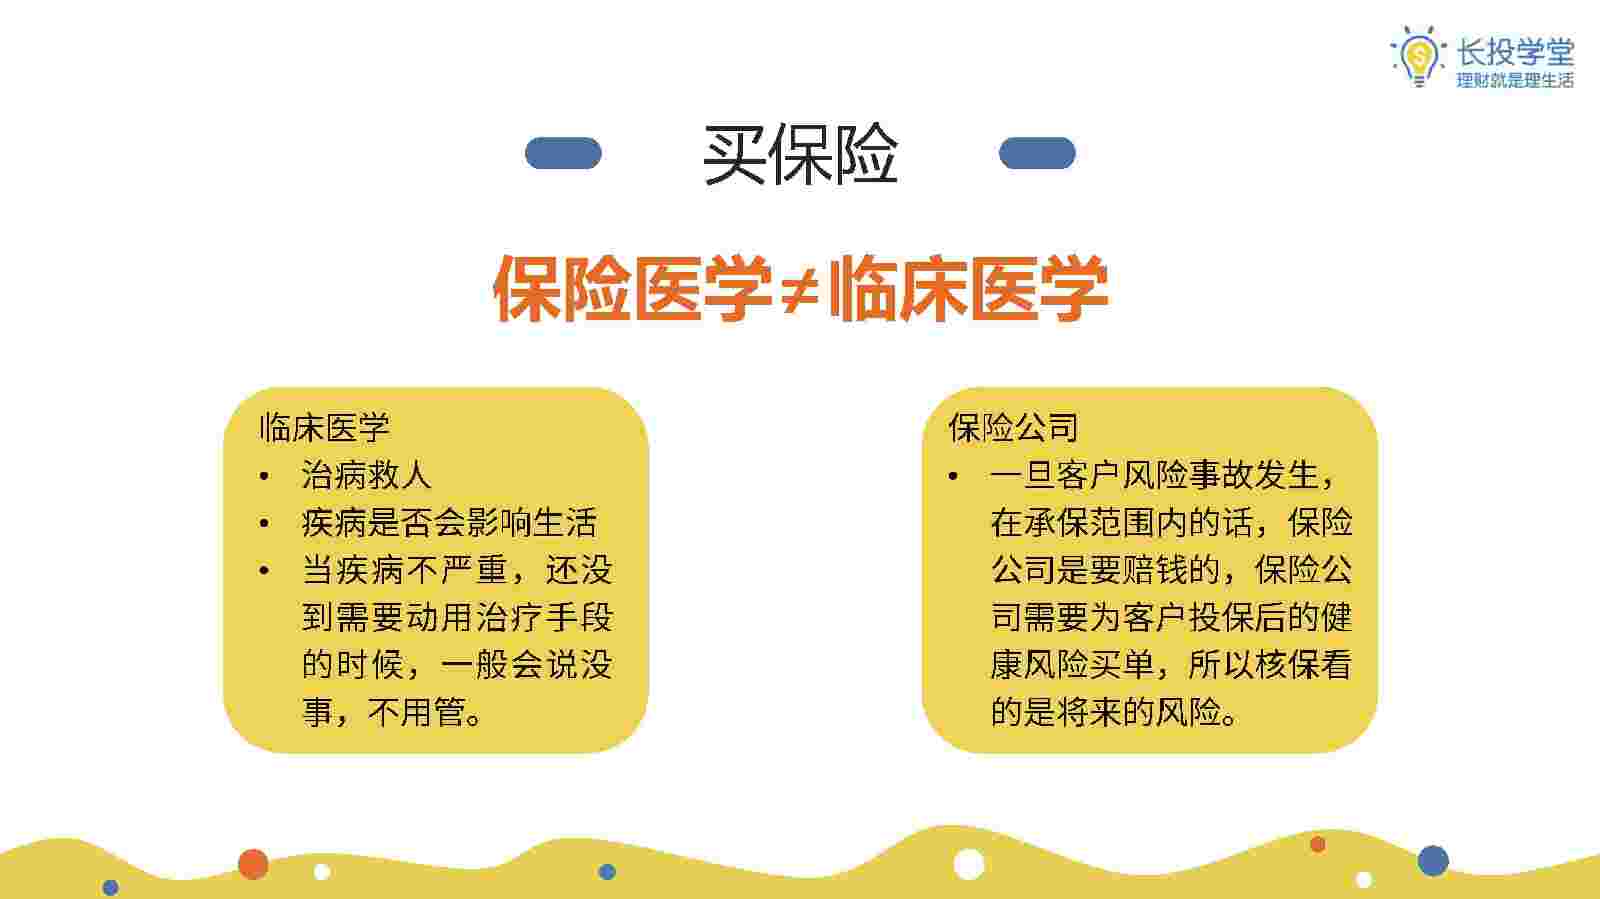 长投学堂
理财就是理生活
买保险
保险医学≠临床医学
临床医学
• 治病救人
• 疾病是否会影响生活
• 当疾病不严重，还没
到需要动用治疗手段
的时候，一般会说没
事，不用管。
保险公司
• 一旦客户风险事故发生，
在承保范围内的话，保险
公司是要赔钱的，保险公
司需要为客户投保后的健
康风险买单，所以核保看
的是将来的风险。